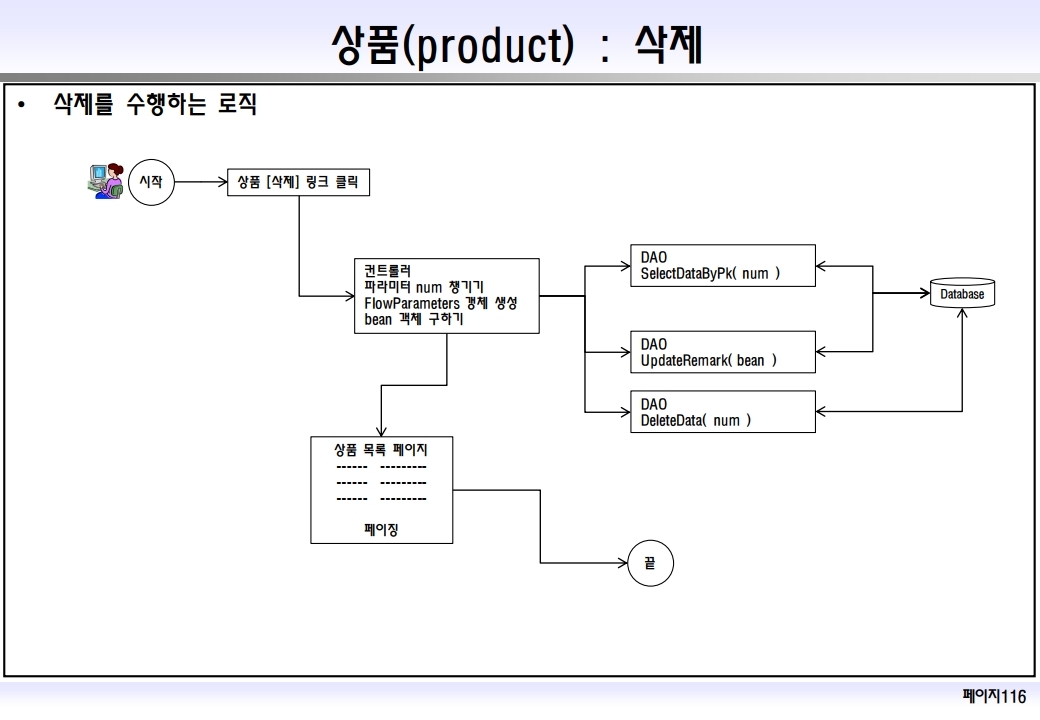 상품(product) : 삭제
• 삭제를 수행하는 로직
시작
상품 [삭제] 링크 클릭
컨트롤러
파라미터 num 챙기기
FlowParameters 객체 생성
bean 객체 구하기
DAO
SelectDataByPk( num )
DAO
UpdateRemark( bean )
DAO
DeleteData( num )
Database
상품 목록 페이지
------ ---------
------ ---------
------ ---------
페이징
끝
페이지116